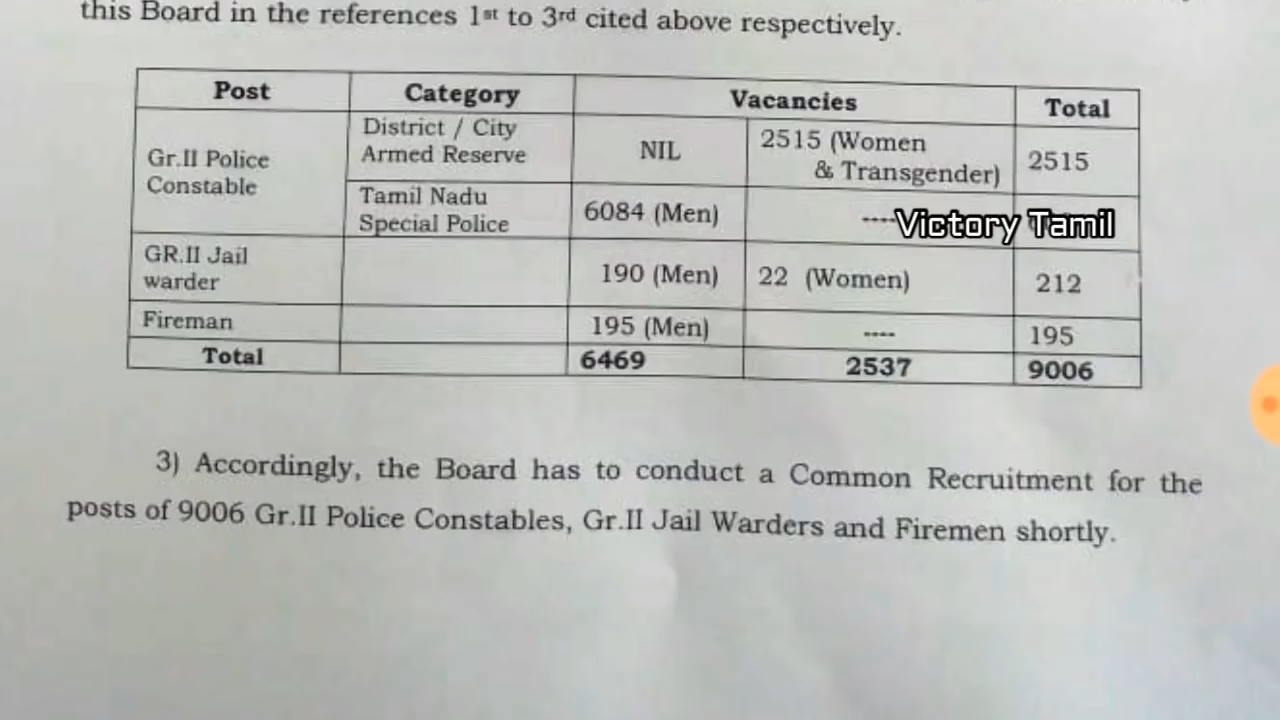 this Board in the references 1st to 3rd cited above respectively.
Post Category Vacancies Total
Gr.II Police Constable District / City Armed Reserve NIL 2515 (Women & Transgender) 2515
Tamil Nadu Special Police 6084 (Men) ----
Victory Tamil
GR.II Jail warder 190 (Men) 22 (Women) 212
Fireman 195 (Men) ---- 195
Total 6469 2537 9006
3) Accordingly, the Board has to conduct a Common Recruitment for the
posts of 9006 Gr.II Police Constables, Gr.II Jail Warders and Firemen shortly.